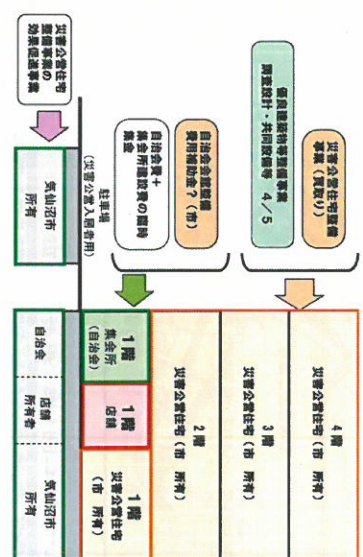 災害公営住宅整備
事業(買取り)
優良建築物等整備事業
調査設計・共同設備等 4/5
自治会館整備
費用補助金?(市)
自治会費+
集会所建設費の臨時
集金
災害公営住宅
整備事業の
効果促進事業
駐車場
(災害公営入居者用)
気仙沼市
所有
4階
災害公営住宅(市 所有)
3階
災害公営住宅(市 所有)
2階
災害公営住宅(市 所有)
1階
集会所
(自治会)
1階
店舗
1階
災害公営住宅
(市 所有)
自治会
店舗
所有者
気仙沼市
所有